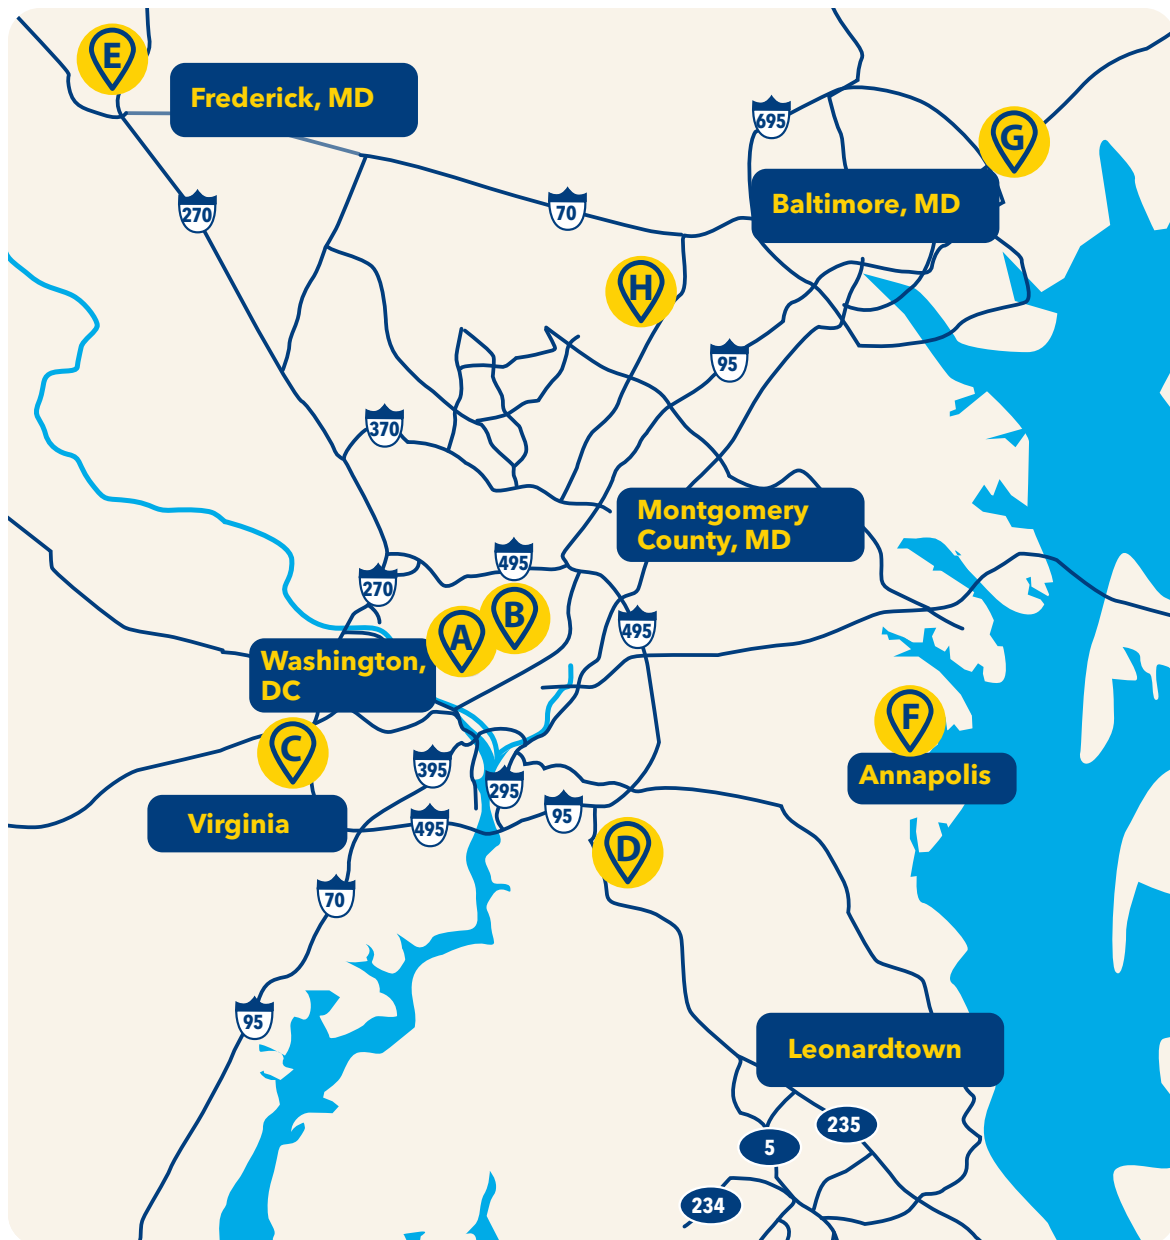 E
Frederick, MD
695
G
Baltimore, MD
270
70
H
95
370
Montgomery
County, MD
495
270
B
A
495
Washington,
DC
F
C
395
Annapolis
295
95
Virginia
495
D
70
95
Leonardtown
235
5
234